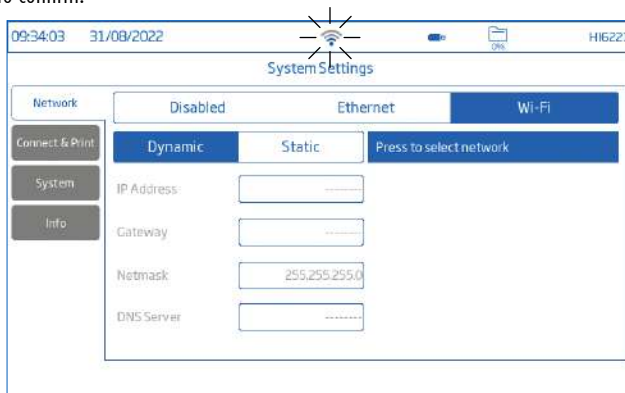 to confirm.
09:34:03 31/08/2022 0% HI622
System Settings
Network Disabled Ethernet Wi-Fi
Connect & Print Dynamic Static Press to select network
System IP Address --------
Info Gateway --------
Netmask 255.255.255.0
DNS Server --------